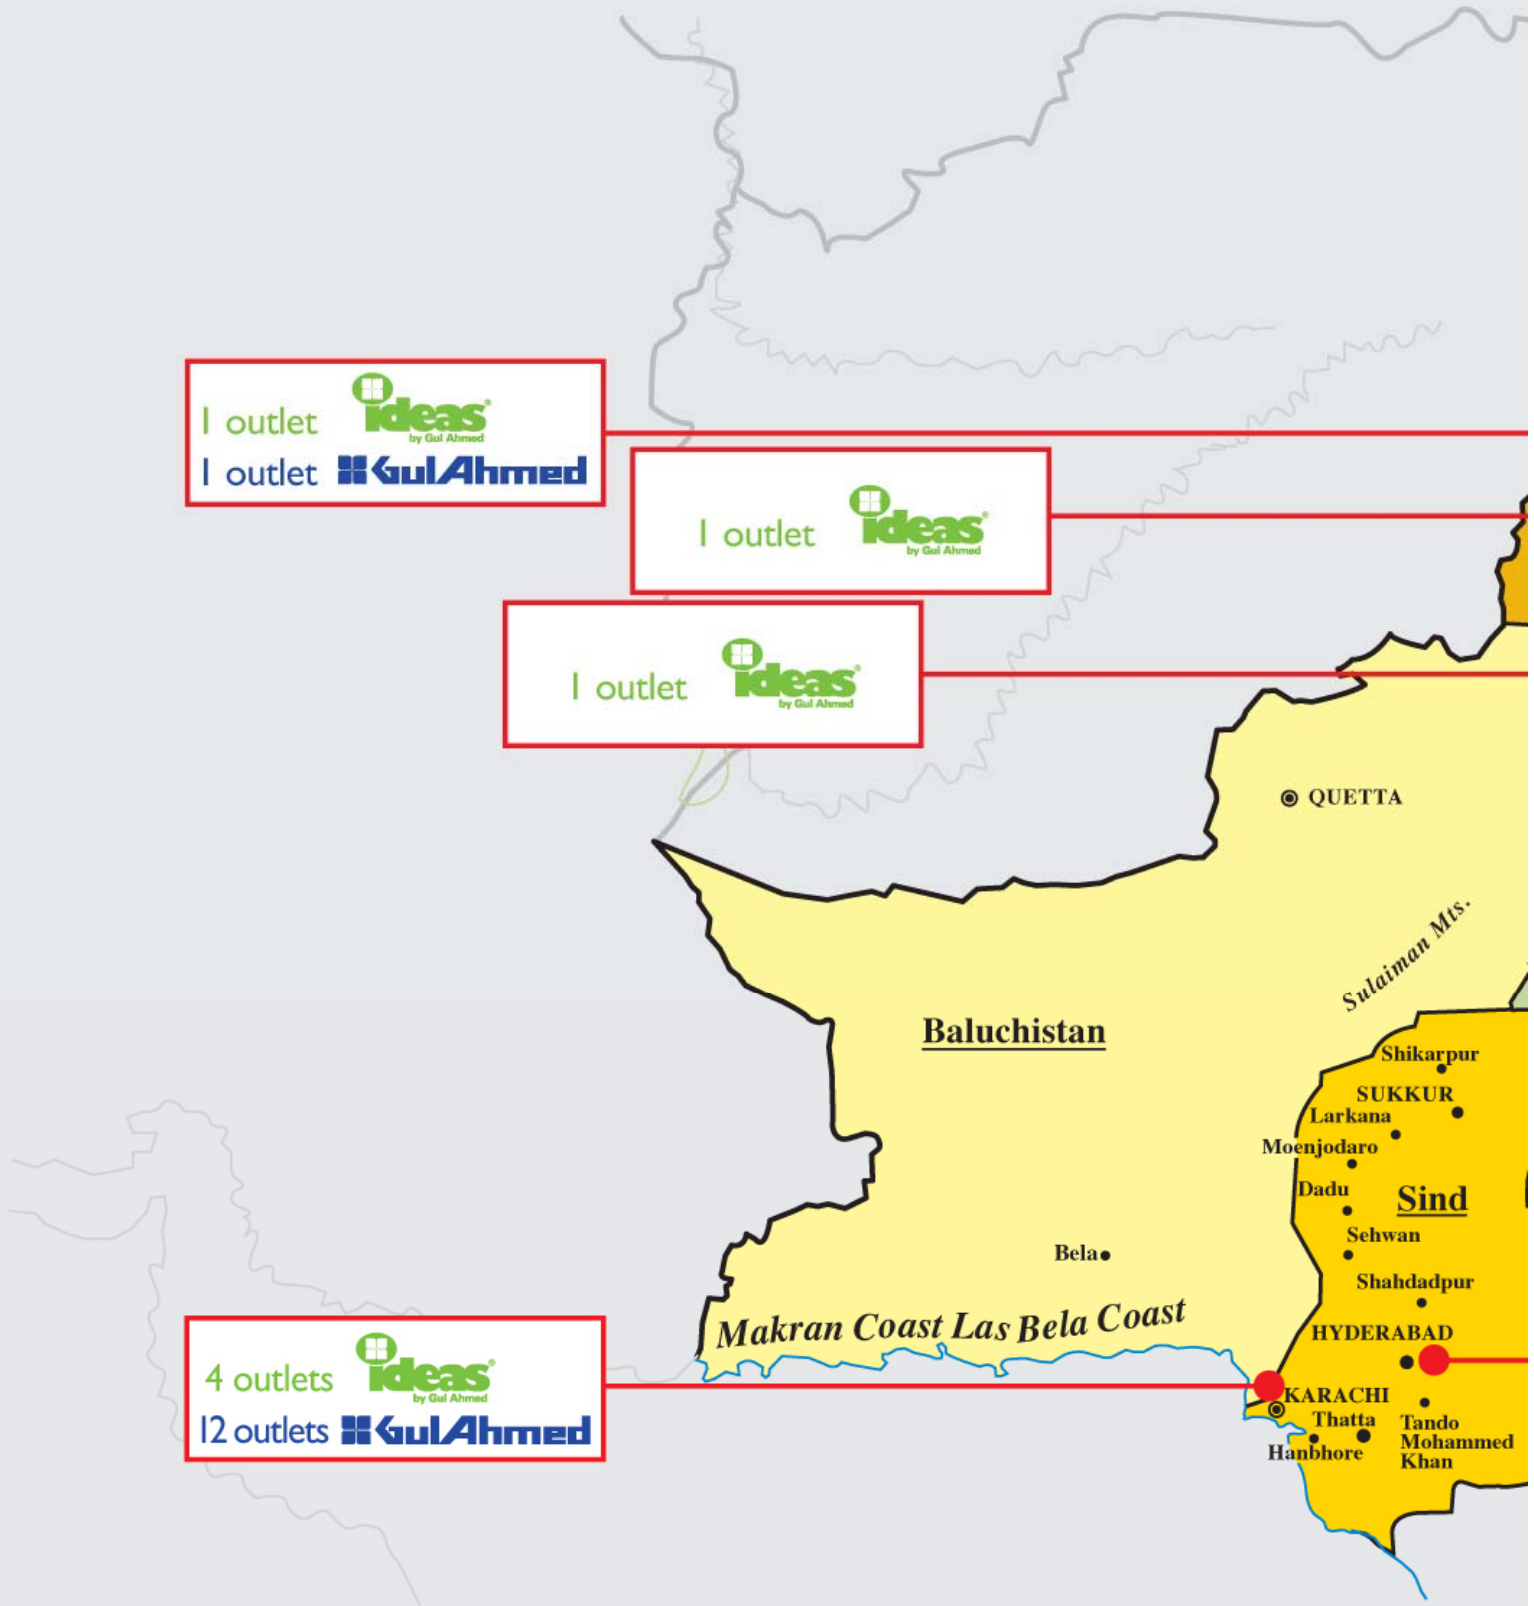 1 outlet ideas®
by Gul Ahmed
1 outlet GulAhmed
1 outlet ideas®
by Gul Ahmed
1 outlet ideas®
by Gul Ahmed
QUETTA
Sulaiman Mts.
Baluchistan
Shikarpur
SUKKUR
Larkana
Moenjodaro
Dadu
Sind
Sehwan
Bela
Shahdadpur
Makran Coast Las Bela Coast
HYDERABAD
4 outlets ideas®
by Gul Ahmed
12 outlets GulAhmed
KARACHI
Thatta
Hanbhore
Tando
Mohammed
Khan